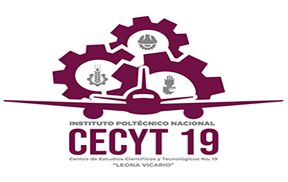 INSTITUTO POLITÉCNICO NACIONAL
CECYT 19
Centro de Estudios Científicos y Tecnológicos No. 19
"LEONA VICARIO"